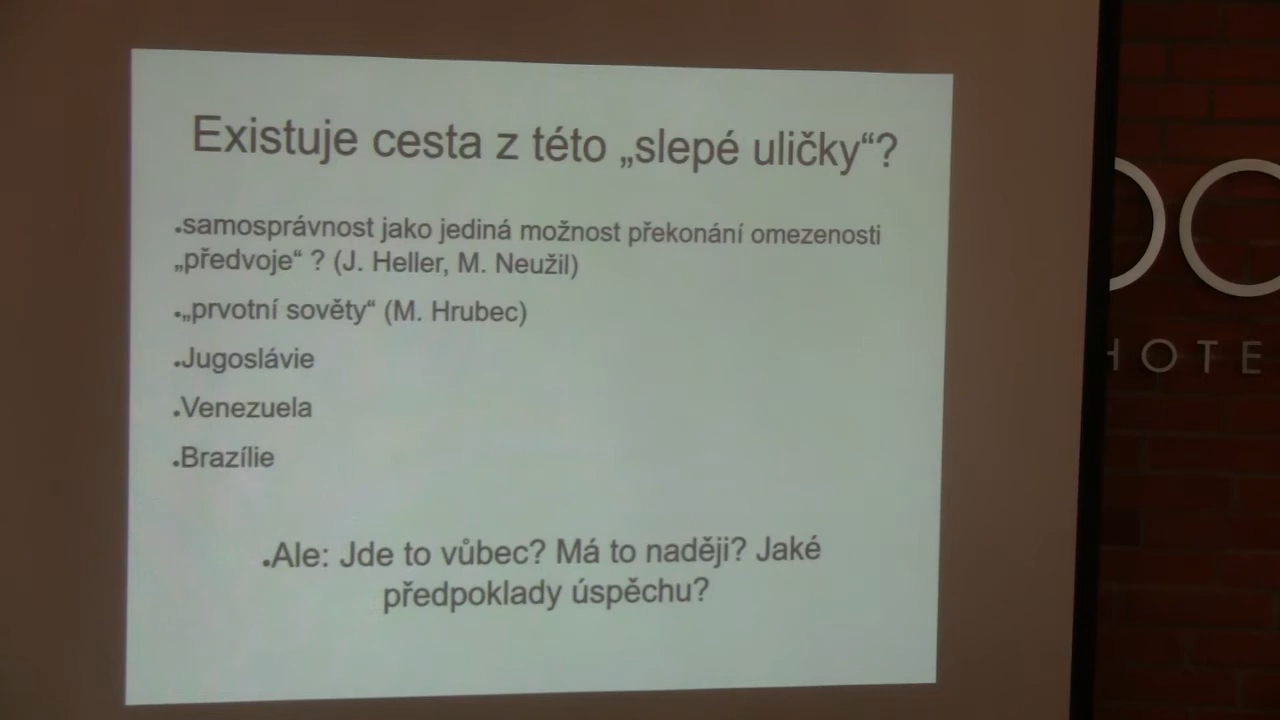 Existuje cesta z této „slepé uličky“?
•samosprávnost jako jediná možnost překonání omezenosti
„předvoje“ ? (J. Heller, M. Neužil)
•„prvotní sověty“ (M. Hrubec)
•Jugoslávie
•Venezuela
•Brazílie
•Ale: Jde to vůbec? Má to naději? Jaké
předpoklady úspěchu?
HOTE